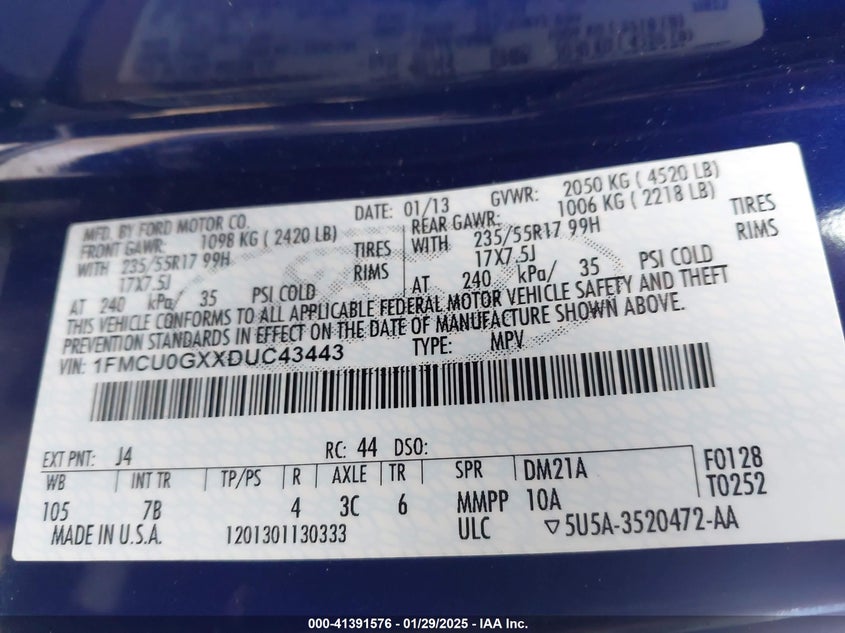 MFD. BY FORD MOTOR CO.
DATE: 01/13
GVWR: 2050 KG ( 4520 LB)
FRONT GAWR: 1098 KG ( 2420 LB)
REAR GAWR: 1006 KG ( 2218 LB)
WITH 235/55R17 99H TIRES
WITH 235/55R17 99H TIRES
17X7.5J RIMS
17X7.5J RIMS
AT 240 kPa/ 35 PSI COLD
AT 240 kPa/ 35 PSI COLD
THIS VEHICLE CONFORMS TO ALL APPLICABLE FEDERAL MOTOR VEHICLE SAFETY AND THEFT
PREVENTION STANDARDS IN EFFECT ON THE DATE OF MANUFACTURE SHOWN ABOVE.
VIN: 1FMCU0GXXDUC43443
TYPE: MPV
EXT PNT: J4 RC: 44 DSO:
WB INT TR TP/PS R AXLE TR SPR DM21A F0128
105 7B 4 3C 6 MMPP 10A T0252
MADE IN U.S.A. 1201301130333 ULC ▽5U5A-3520472-AA
000-41391576 – 01/29/2025 – IAA Inc.